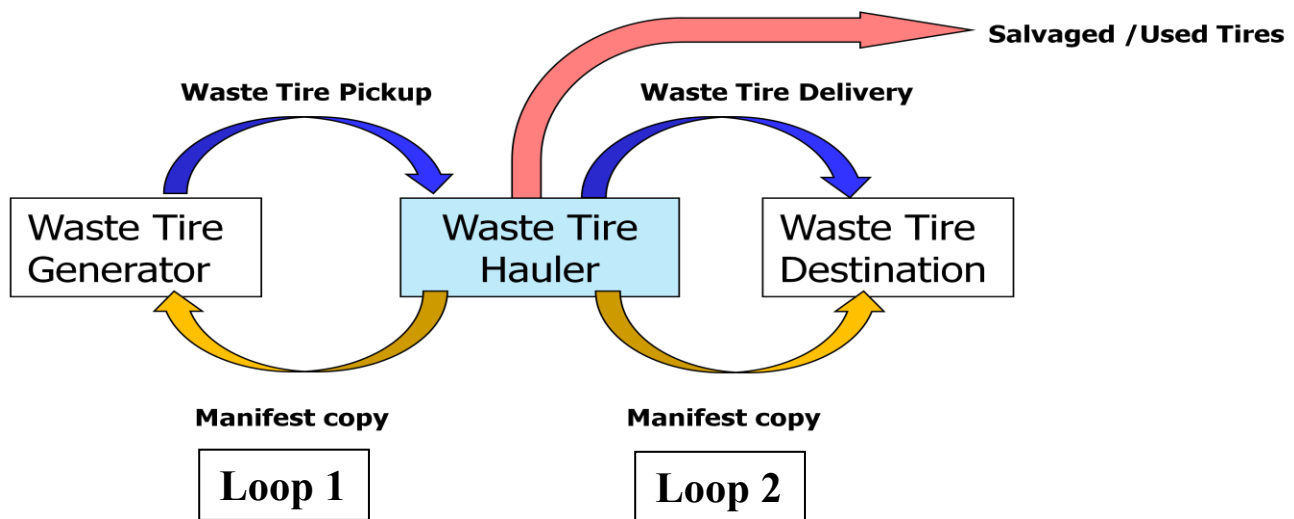 Salvaged /Used Tires
Waste Tire Pickup
Waste Tire Delivery
Waste Tire
Generator
Waste Tire
Hauler
Waste Tire
Destination
Manifest copy
Manifest copy
Loop 1
Loop 2